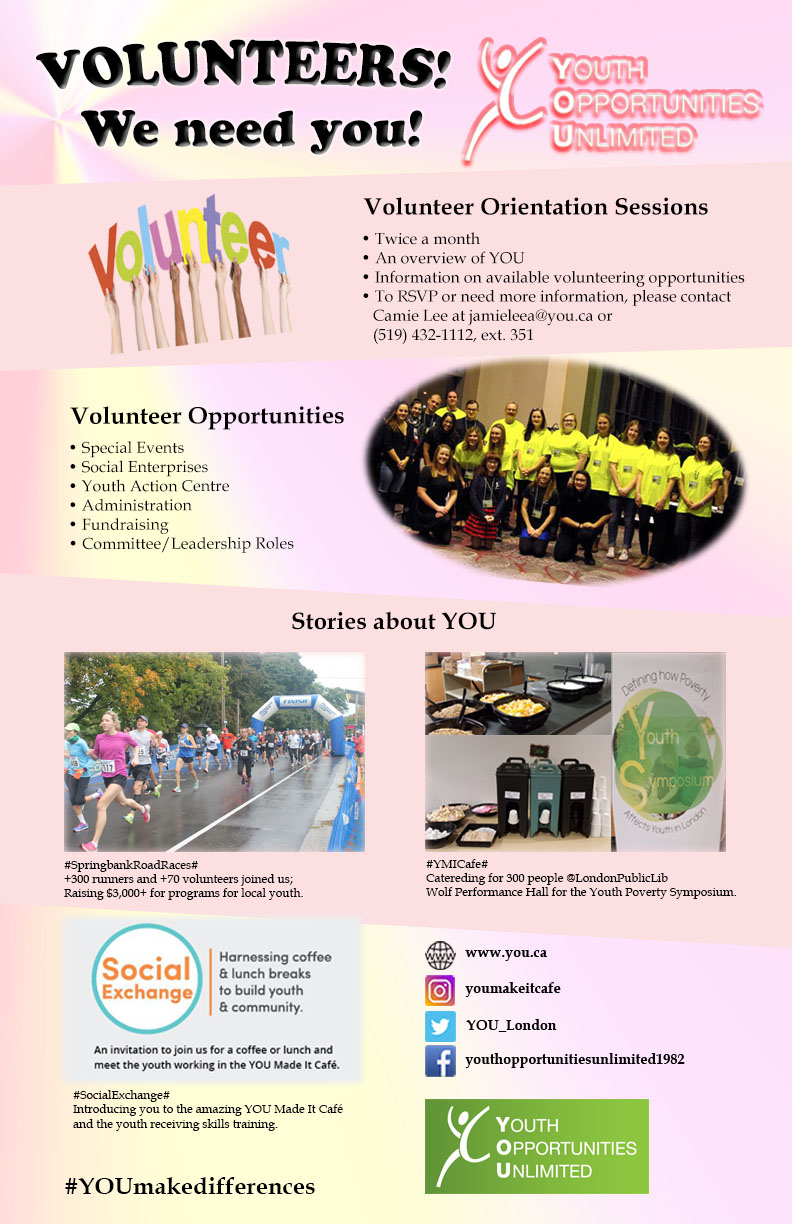 VOLUNTEERS!
We need you!
YOUTH
OPPORTUNITIES
UNLIMITED
Volunteer
Volunteer Orientation Sessions
• Twice a month
• An overview of YOU
• Information on available volunteering opportunities
• To RSVP or need more information, please contact
Camie Lee at jamieleea@you.ca or
(519) 432-1112, ext. 351
Volunteer Opportunities
• Special Events
• Social Enterprises
• Youth Action Centre
• Administration
• Fundraising
• Committee/Leadership Roles
Stories about YOU
FINISH
Defining how Poverty
Youth
Symposium
Affects Youth in London
#SpringbankRoadRaces#
+300 runners and +70 volunteers joined us;
Raising $3,000+ for programs for local youth.
#YMICafe#
Catereding for 300 people @LondonPublicLib
Wolf Performance Hall for the Youth Poverty Symposium.
Social
Exchange
Harnessing coffee
& lunch breaks
to build youth
& community.
An invitation to join us for a coffee or lunch and
meet the youth working in the YOU Made It Café.
#SocialExchange#
Introducing you to the amazing YOU Made It Café
and the youth receiving skills training.
#YOUmakedifferences
WWW
www.you.ca
youmakeitcafe
YOU_London
youthopportunitiesunlimited1982
YOUTH
OPPORTUNITIES
UNLIMITED